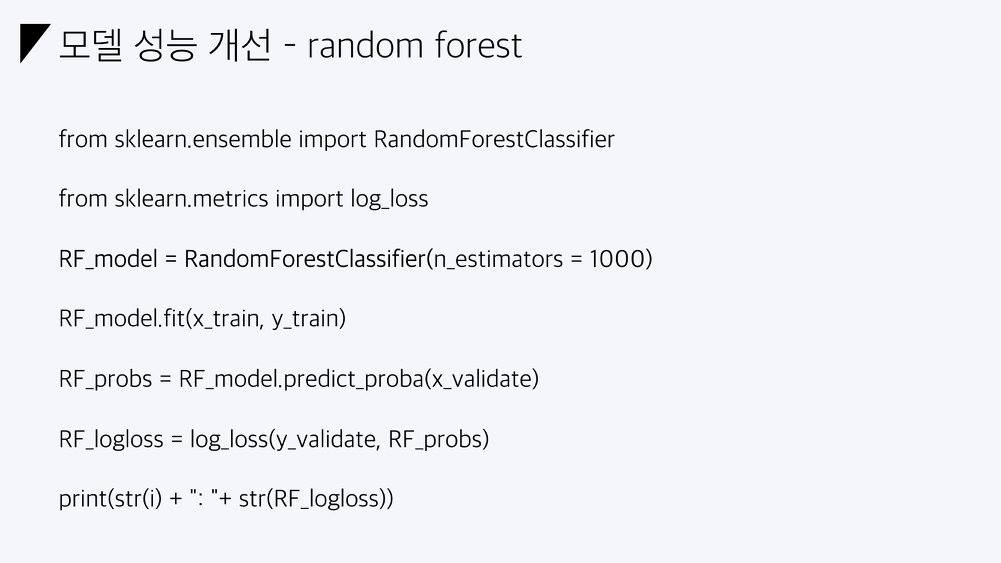 모델 성능 개선 - random forest
from sklearn.ensemble import RandomForestClassifier
from sklearn.metrics import log_loss
RF_model = RandomForestClassifier(n_estimators = 1000)
RF_model.fit(x_train, y_train)
RF_probs = RF_model.predict_proba(x_validate)
RF_logloss = log_loss(y_validate, RF_probs)
print(str(i) + ": "+ str(RF_logloss))